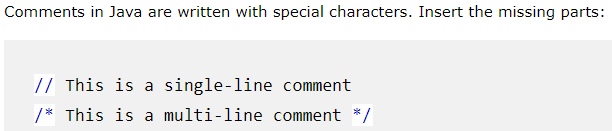 Comments in Java are written with special characters. Insert the missing parts:
// This is a single-line comment
/* This is a multi-line comment */